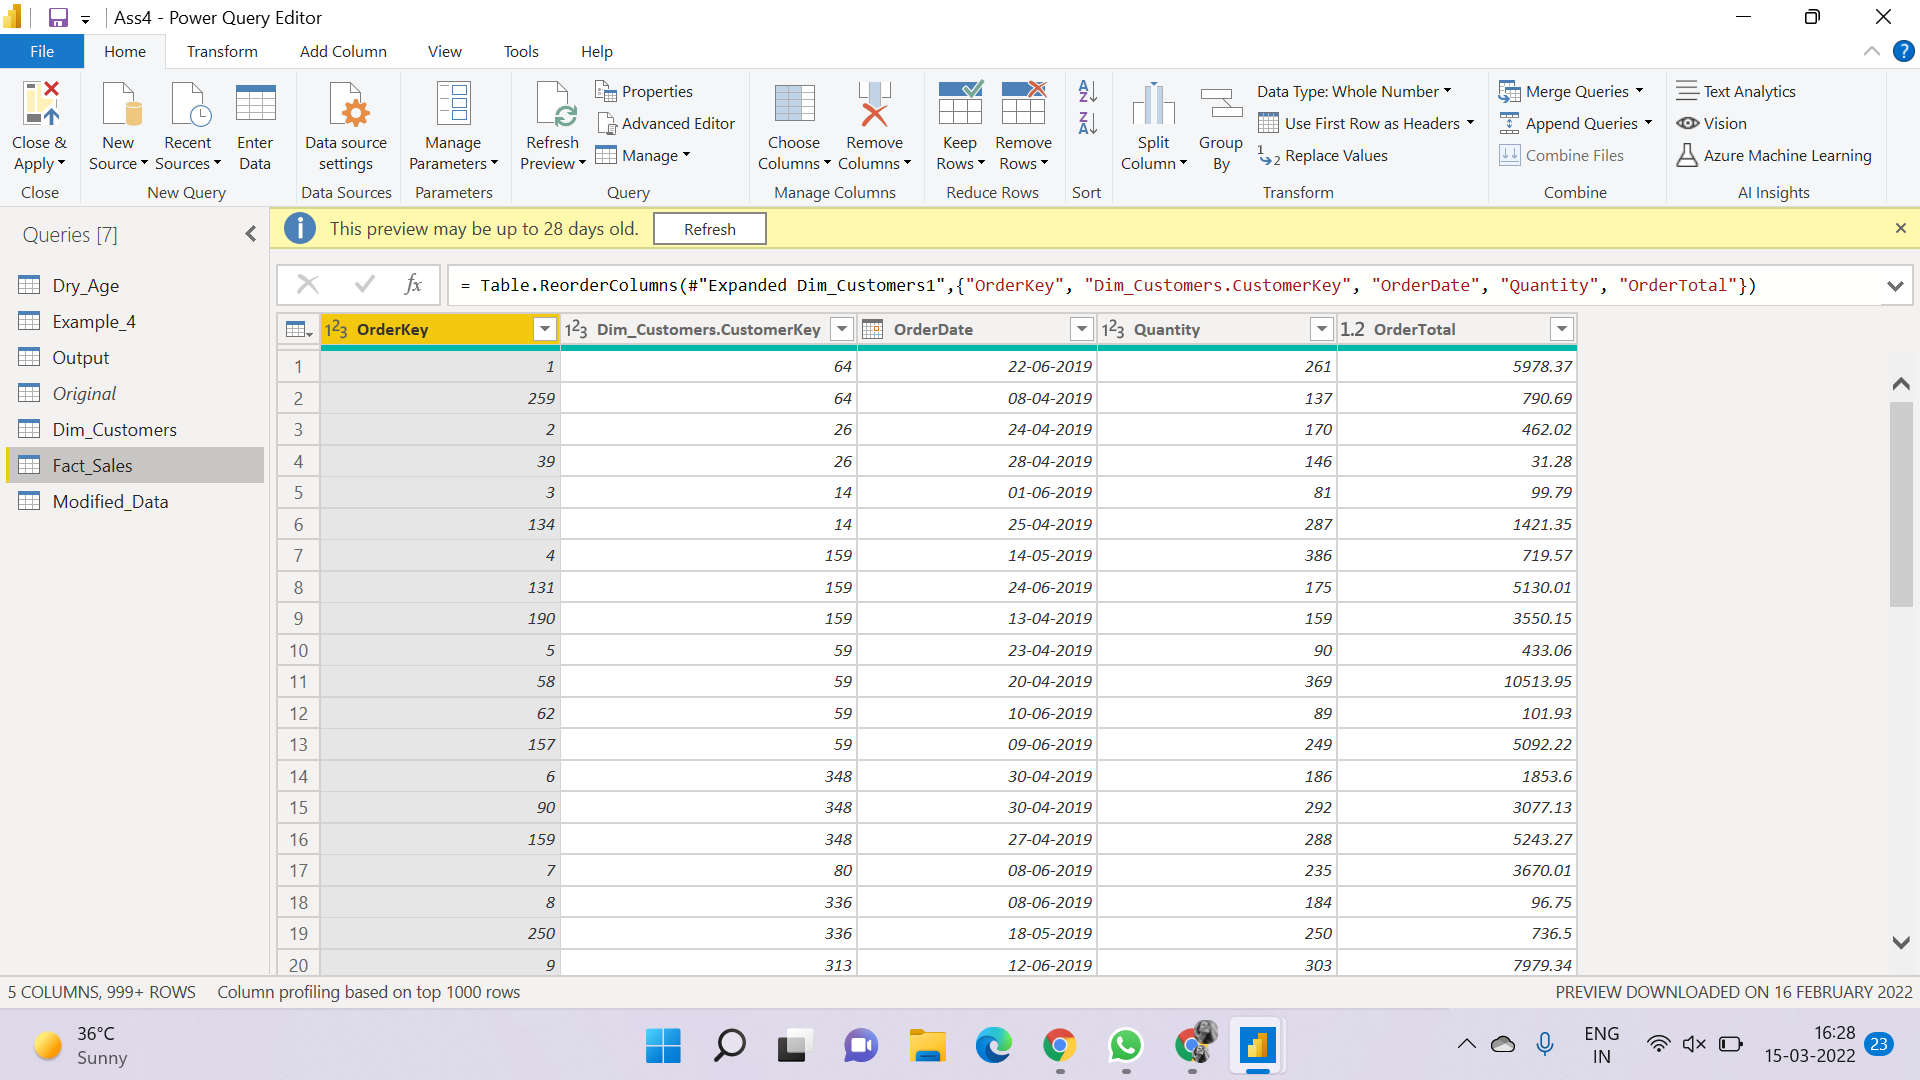 Ass4 - Power Query Editor
File Home Transform Add Column View Tools Help
Close & Apply
New Source
Recent Sources
Enter Data
Data source settings
Manage Parameters
Refresh Preview
Properties
Advanced Editor
Manage
Choose Columns
Remove Columns
Keep Rows
Remove Rows
Split Column
Group By
Data Type: Whole Number
Use First Row as Headers
Replace Values
Merge Queries
Append Queries
Combine Files
Text Analytics
Vision
Azure Machine Learning
Close New Query Data Sources Parameters Query Manage Columns Reduce Rows Sort Transform Combine AI Insights
Queries [7]
This preview may be up to 28 days old. Refresh
Dry_Age
Example_4
Output
Original
Dim_Customers
Fact_Sales
Modified_Data
fx = Table.ReorderColumns(#"Expanded Dim_Customers1",{"OrderKey", "Dim_Customers.CustomerKey", "OrderDate", "Quantity", "OrderTotal"})
123 OrderKey 123 Dim_Customers.CustomerKey OrderDate 123 Quantity 1.2 OrderTotal
1 1 64 22-06-2019 261 5978.37
2 259 64 08-04-2019 137 790.69
3 2 26 24-04-2019 170 462.02
4 39 26 28-04-2019 146 31.28
5 3 14 01-06-2019 81 99.79
6 134 14 25-04-2019 287 1421.35
7 4 159 14-05-2019 386 719.57
8 131 159 24-06-2019 175 5130.01
9 190 159 13-04-2019 159 3550.15
10 5 59 23-04-2019 90 433.06
11 58 59 20-04-2019 369 10513.95
12 62 59 10-06-2019 89 101.93
13 157 59 09-06-2019 249 5092.22
14 6 348 30-04-2019 186 1853.6
15 90 348 30-04-2019 292 3077.13
16 159 348 27-04-2019 288 5243.27
17 7 80 08-06-2019 235 3670.01
18 8 336 08-06-2019 184 96.75
19 250 336 18-05-2019 250 736.5
20 9 313 12-06-2019 303 7979.34
5 COLUMNS, 999+ ROWS Column profiling based on top 1000 rows PREVIEW DOWNLOADED ON 16 FEBRUARY 2022
36°C
Sunny
ENG
IN
16:28
15-03-2022
23